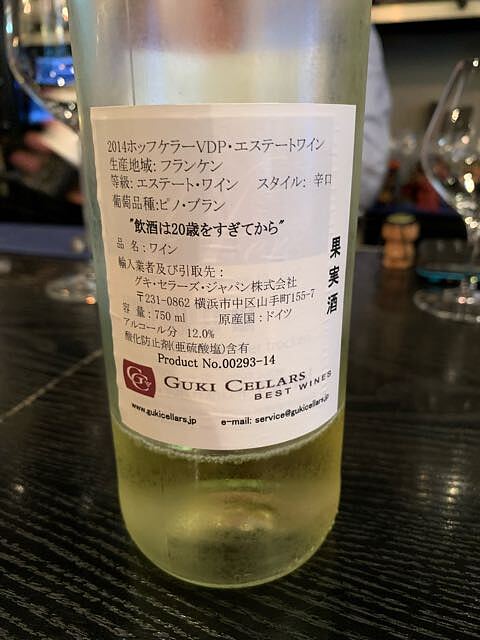 2014ホッフケラーVDP・エステートワイン
生産地域: フランケン
等級: エステート・ワイン スタイル: 辛口
葡萄品種: ピノ・ブラン
"飲酒は20歳をすぎてから"
品 名 : ワイン
輸入業者及び引取先 :
グキ・セラーズ・ジャパン株式会社
〒231-0862 横浜市中区山手町155-7
容 量 : 750 ml 原産国 : ドイツ
アルコール分 12.0%
酸化防止剤(亜硫酸塩)含有
Product No.00293-14
GUKI CELLARS
BEST WINES
www.gukicellars.jp e-mail: service@gukicellars.jp
果実酒